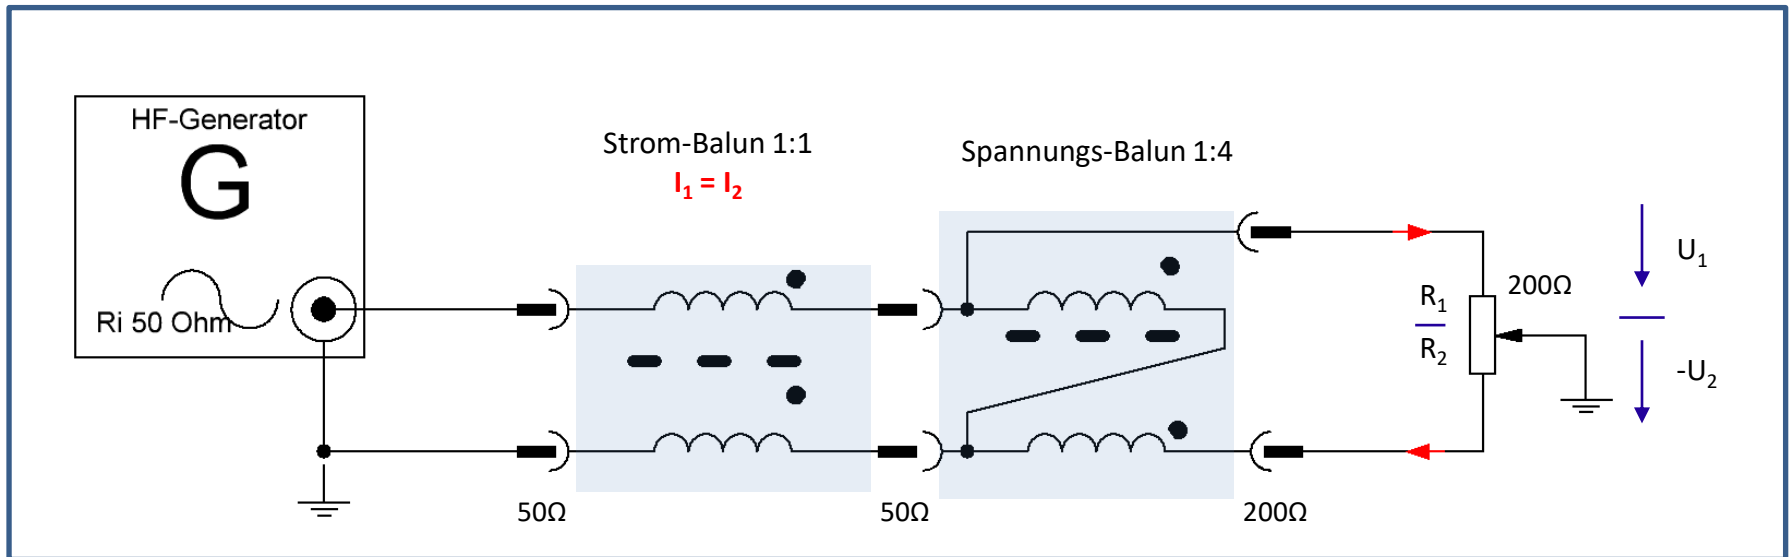 HF-Generator
G
Ri 50 Ohm
Strom-Balun 1:1
I₁ = I₂
Spannungs-Balun 1:4
R₁
R₂
200Ω
U₁
-U₂
50Ω
50Ω
200Ω